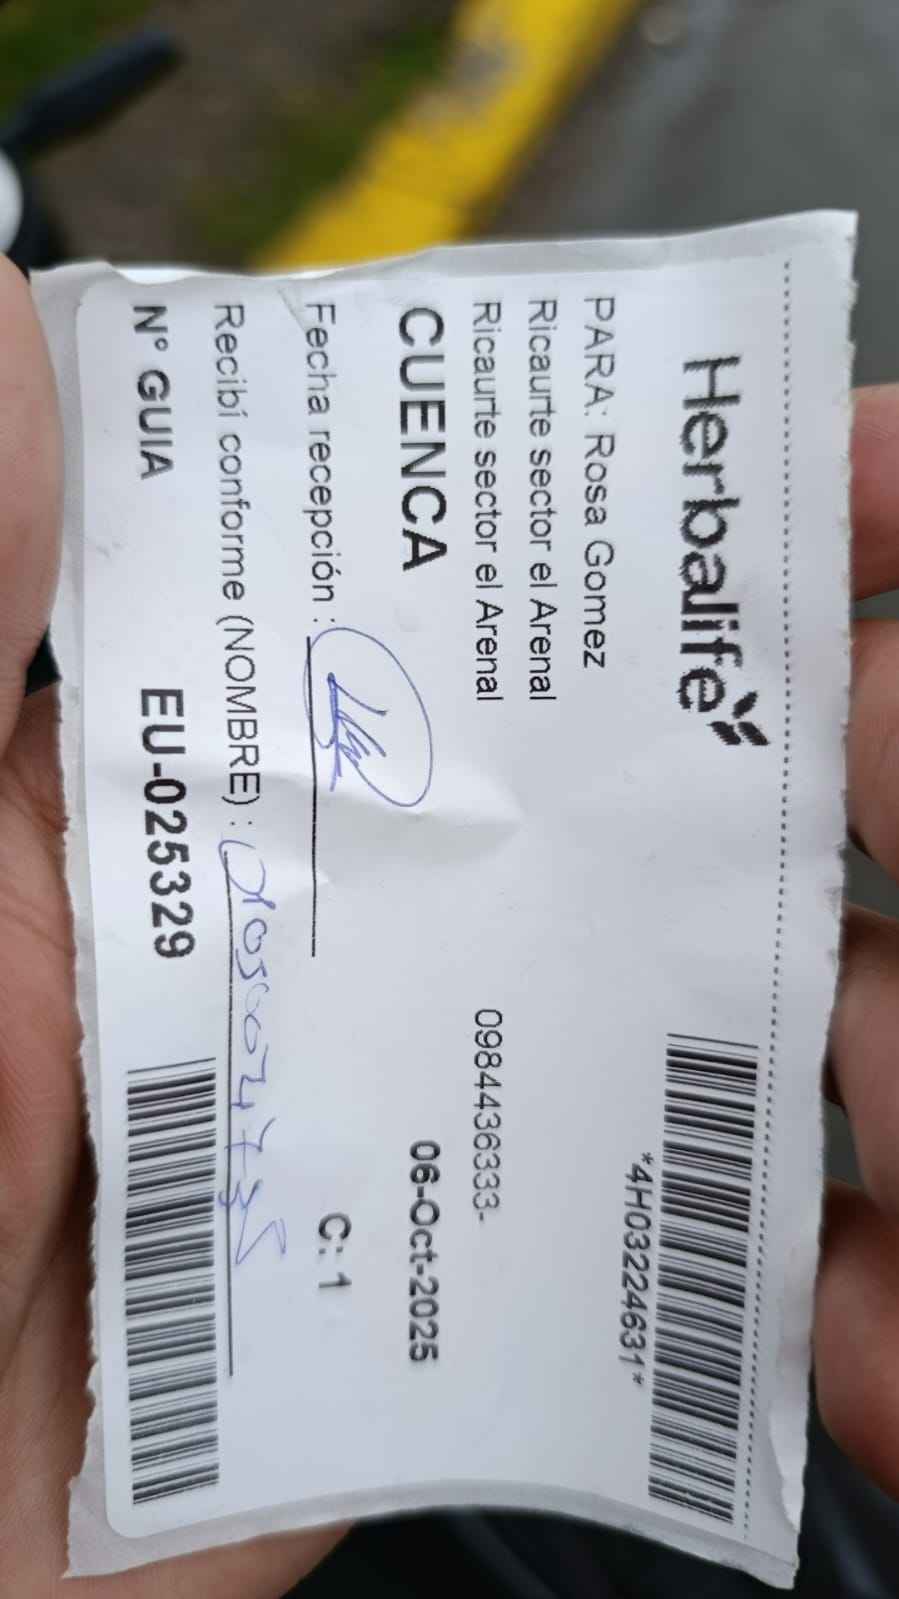 Herbalife
*4H03224631*
PARA: Rosa Gomez
Ricaurte sector el Arenal
Ricaurte sector el Arenal 0984436333-
CUENCA 06-Oct-2025
Fecha recepción : C: 1
Recibí conforme (NOMBRE) :
N° GUIA EU-025329